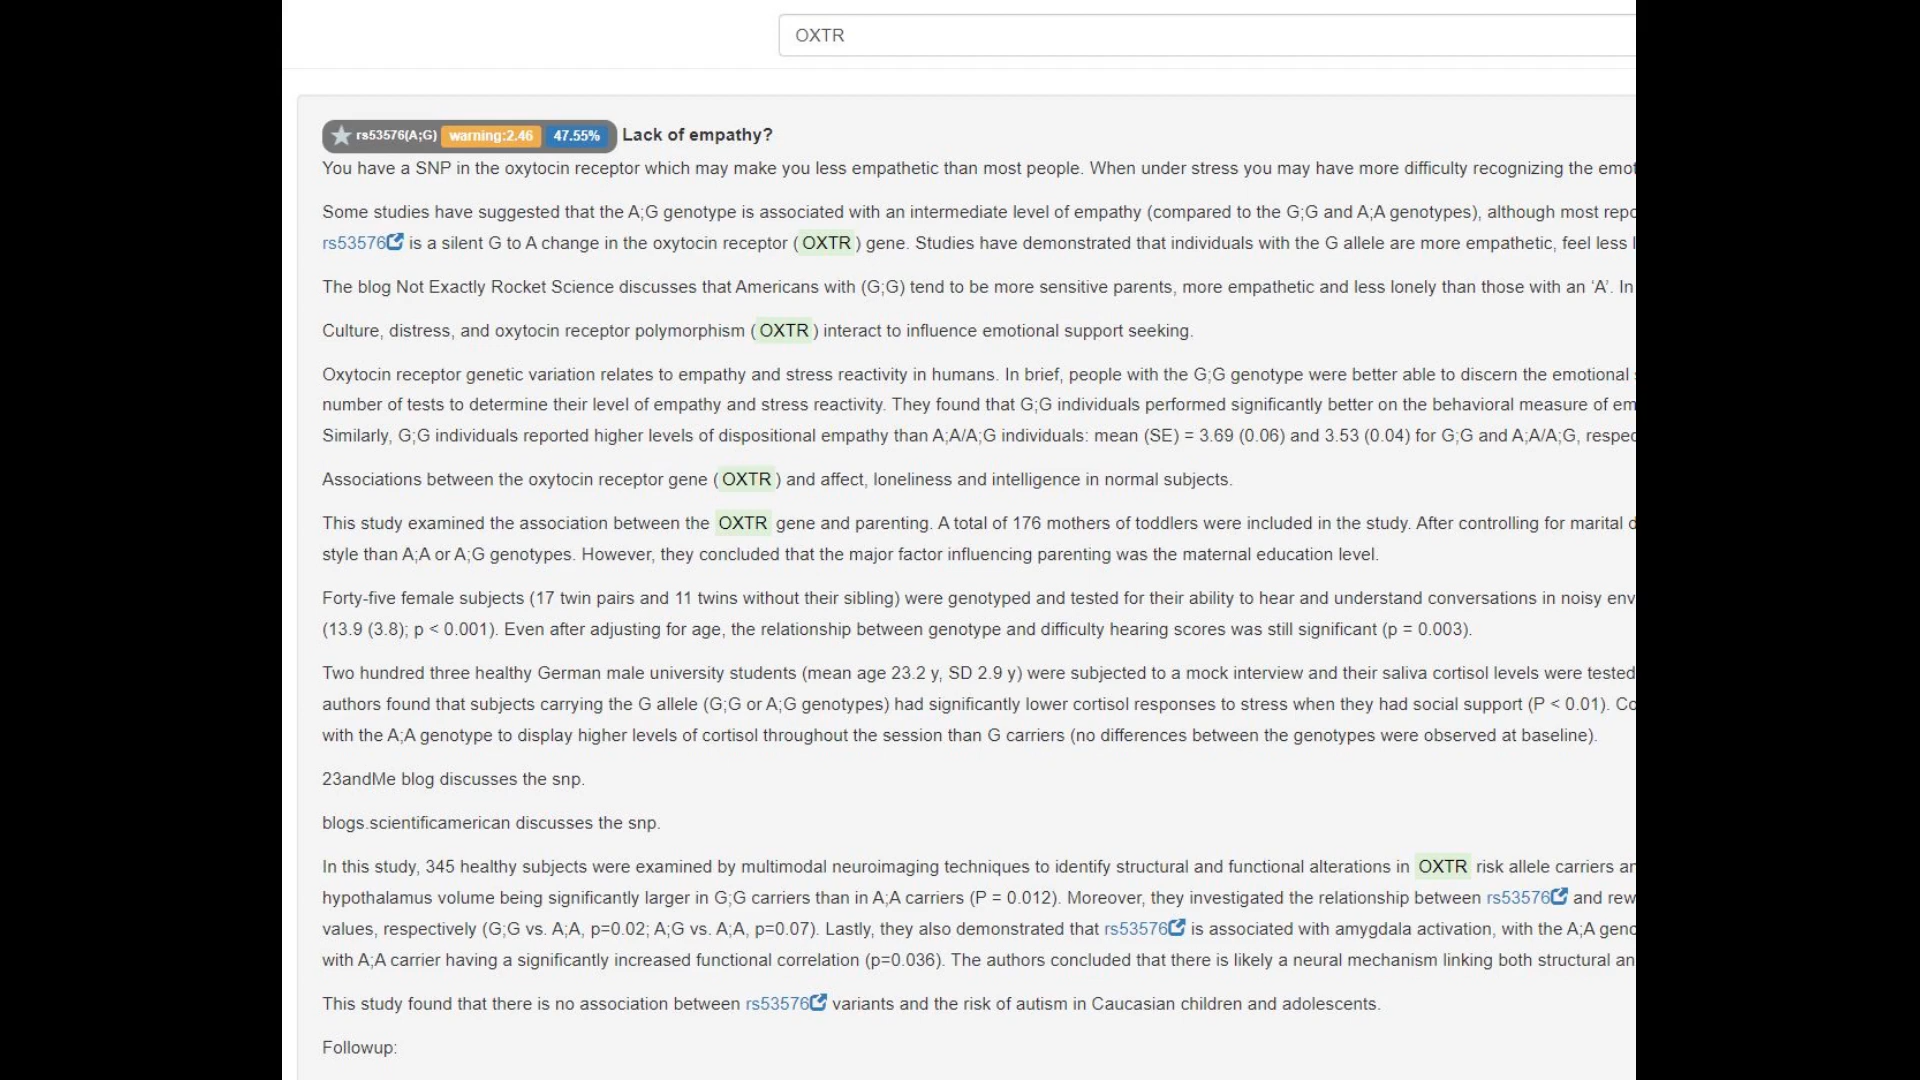 OXTR
rs53576(A;G) warning:2.46 47.55% Lack of empathy?
You have a SNP in the oxytocin receptor which may make you less empathetic than most people. When under stress you may have more difficulty recognizing the emot
Some studies have suggested that the A;G genotype is associated with an intermediate level of empathy (compared to the G;G and A;A genotypes), although most repo
rs53576 is a silent G to A change in the oxytocin receptor ( OXTR ) gene. Studies have demonstrated that individuals with the G allele are more empathetic, feel less l
The blog Not Exactly Rocket Science discusses that Americans with (G;G) tend to be more sensitive parents, more empathetic and less lonely than those with an ‘A’. In
Culture, distress, and oxytocin receptor polymorphism ( OXTR ) interact to influence emotional support seeking.
Oxytocin receptor genetic variation relates to empathy and stress reactivity in humans. In brief, people with the G;G genotype were better able to discern the emotional
number of tests to determine their level of empathy and stress reactivity. They found that G;G individuals performed significantly better on the behavioral measure of em
Similarly, G;G individuals reported higher levels of dispositional empathy than A;A/A;G individuals: mean (SE) = 3.69 (0.06) and 3.53 (0.04) for G;G and A;A/A;G, respec
Associations between the oxytocin receptor gene ( OXTR ) and affect, loneliness and intelligence in normal subjects.
This study examined the association between the OXTR gene and parenting. A total of 176 mothers of toddlers were included in the study. After controlling for marital d
style than A;A or A;G genotypes. However, they concluded that the major factor influencing parenting was the maternal education level.
Forty-five female subjects (17 twin pairs and 11 twins without their sibling) were genotyped and tested for their ability to hear and understand conversations in noisy env
(13.9 (3.8); p < 0.001). Even after adjusting for age, the relationship between genotype and difficulty hearing scores was still significant (p = 0.003).
Two hundred three healthy German male university students (mean age 23.2 y, SD 2.9 y) were subjected to a mock interview and their saliva cortisol levels were tested
authors found that subjects carrying the G allele (G;G or A;G genotypes) had significantly lower cortisol responses to stress when they had social support (P < 0.01). Co
with the A;A genotype to display higher levels of cortisol throughout the session than G carriers (no differences between the genotypes were observed at baseline).
23andMe blog discusses the snp.
blogs.scientificamerican discusses the snp.
In this study, 345 healthy subjects were examined by multimodal neuroimaging techniques to identify structural and functional alterations in OXTR risk allele carriers an
hypothalamus volume being significantly larger in G;G carriers than in A;A carriers (P = 0.012). Moreover, they investigated the relationship between rs53576 and rew
values, respectively (G;G vs. A;A, p=0.02; A;G vs. A;A, p=0.07). Lastly, they also demonstrated that rs53576 is associated with amygdala activation, with the A;A geno
with A;A carrier having a significantly increased functional correlation (p=0.036). The authors concluded that there is likely a neural mechanism linking both structural an
This study found that there is no association between rs53576 variants and the risk of autism in Caucasian children and adolescents.
Followup: